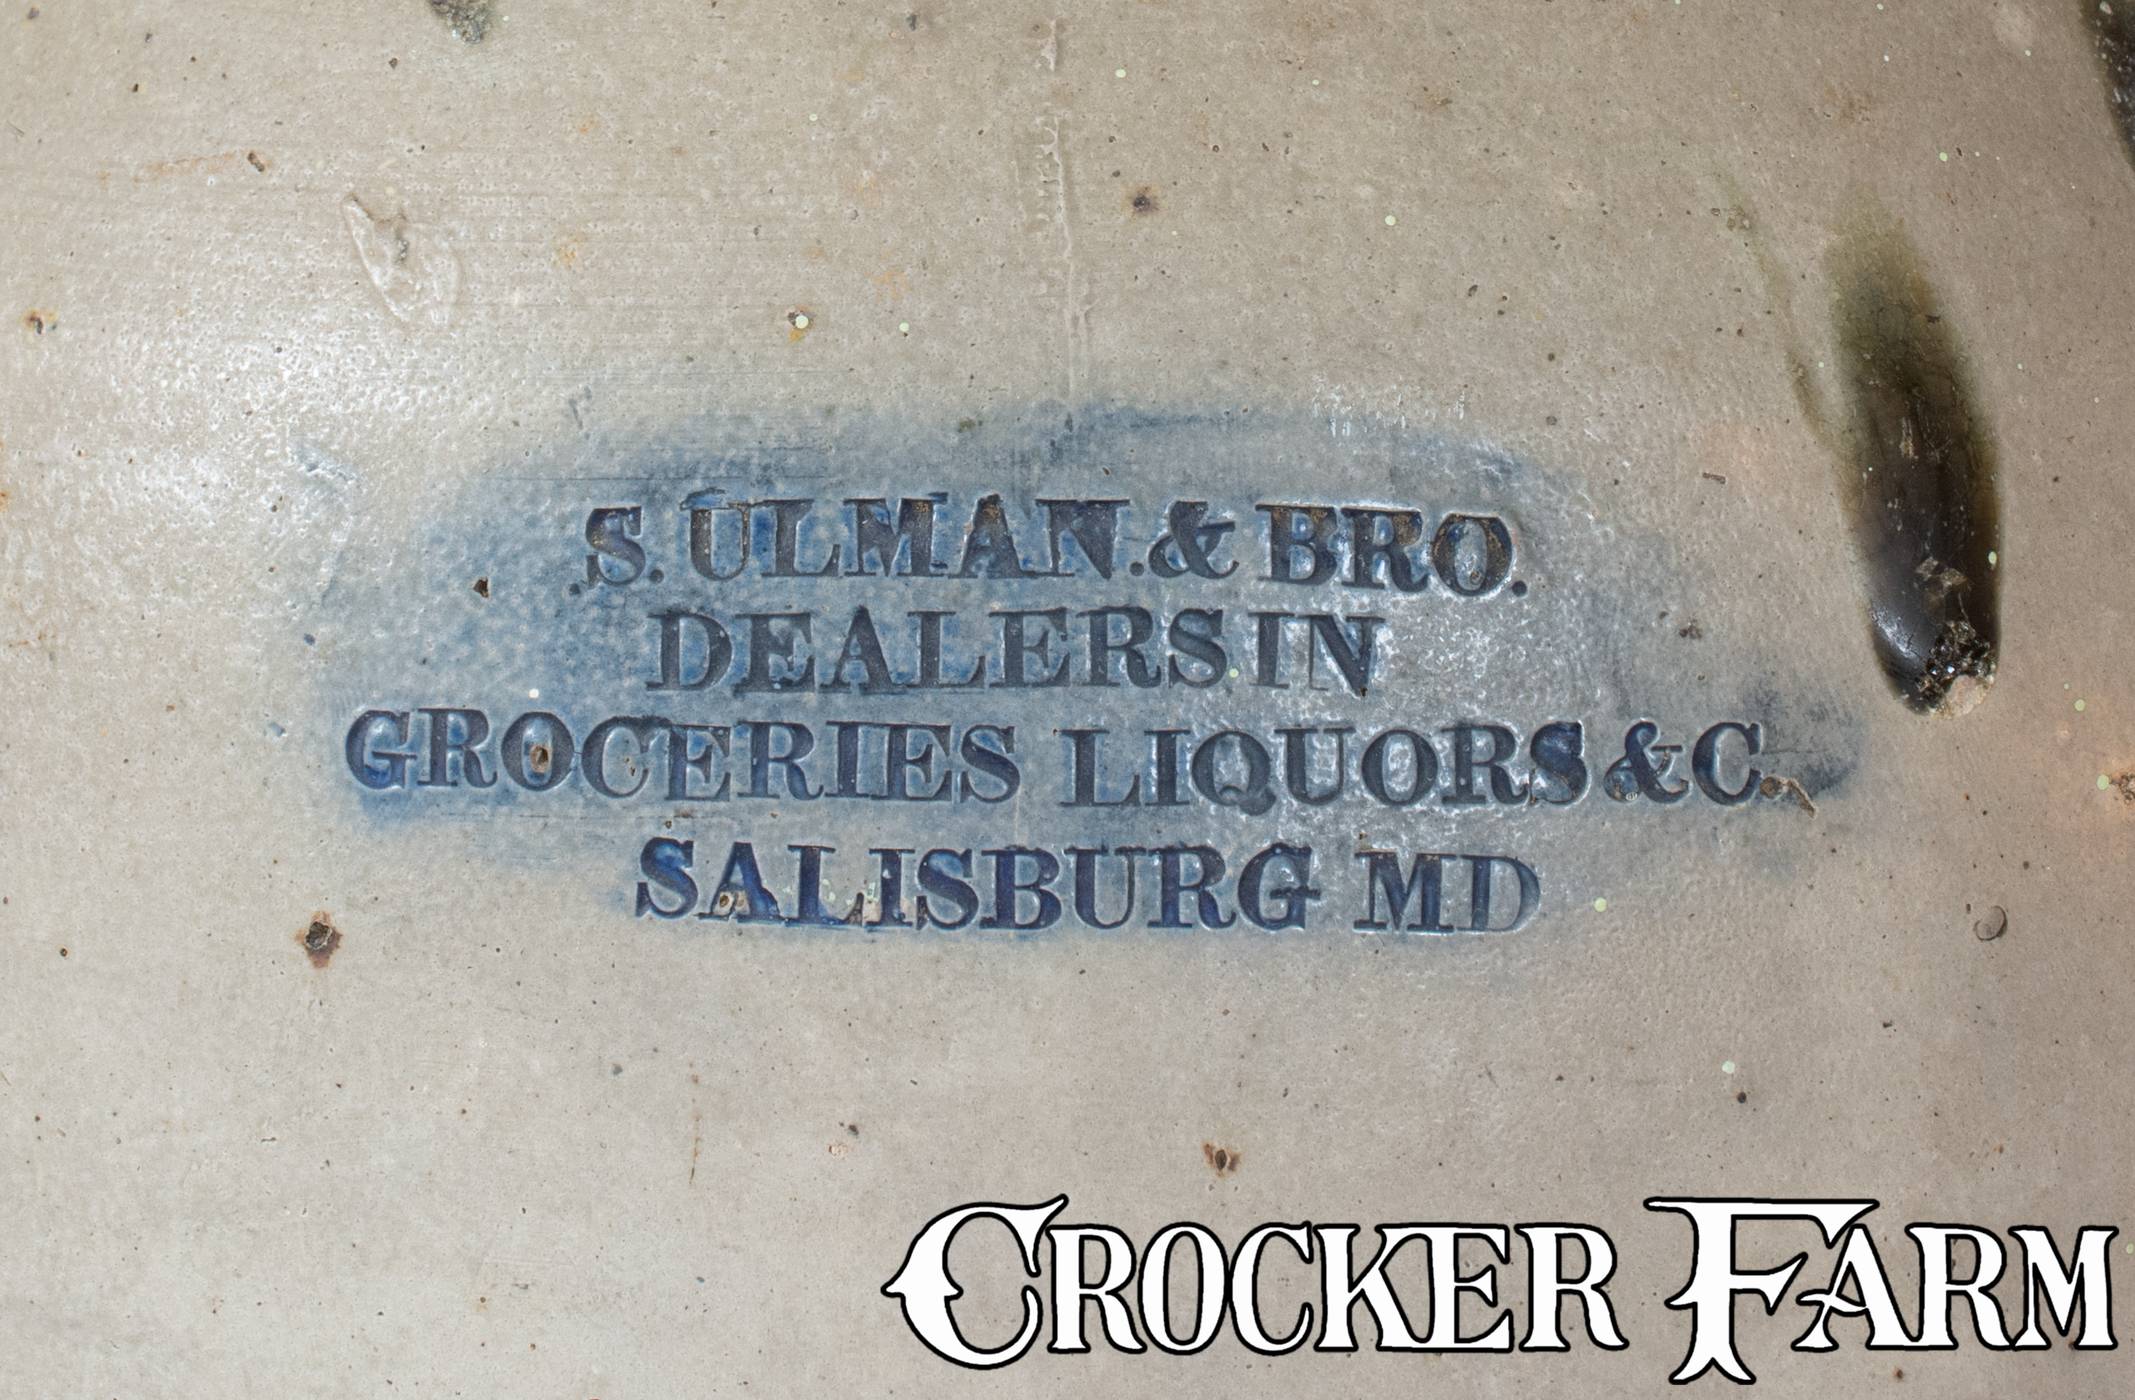 S. ULMAN. & BRO.
DEALERS IN
GROCERIES LIQUORS & C.
SALISBURG MD
CROCKER FARM